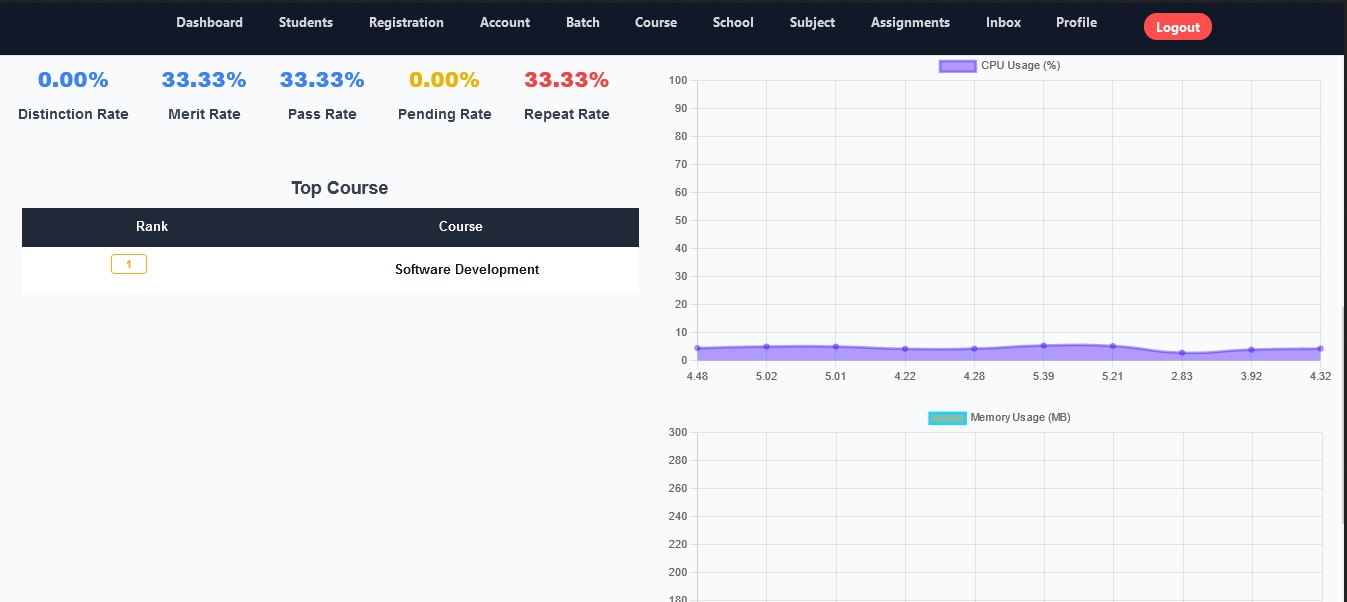 Dashboard Students Registration Account Batch Course School Subject Assignments Inbox Profile Logout
0.00% 33.33% 33.33% 0.00% 33.33%
Distinction Rate Merit Rate Pass Rate Pending Rate Repeat Rate
Top Course
Rank Course
1 Software Development
CPU Usage (%)
100
90
80
70
60
50
40
30
20
10
0
4.48 5.02 5.01 4.22 4.28 5.39 5.21 2.83 3.92 4.32
Memory Usage (MB)
300
280
260
240
220
200
180